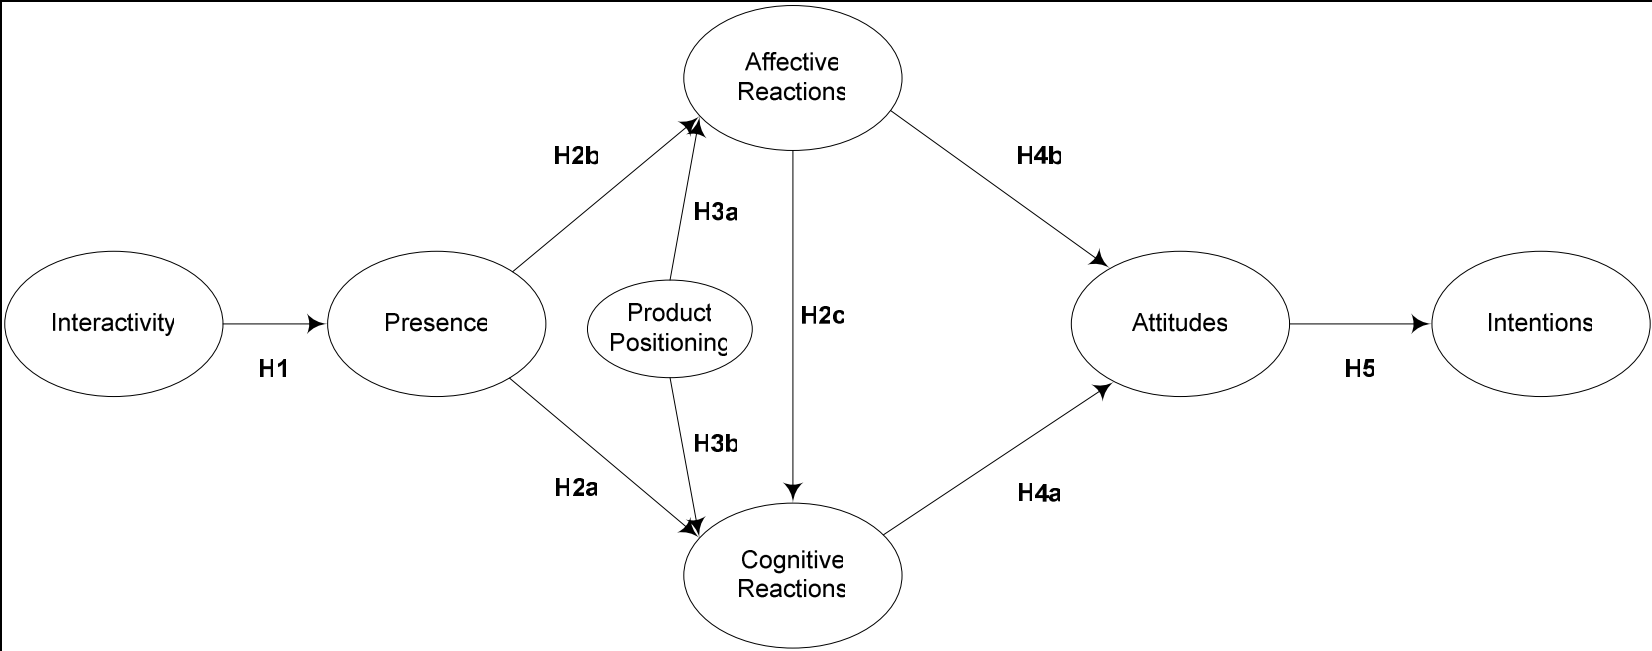 Affective
Reactions
H2b
H4b
H3a
Interactivity
Presence
Product
Positioning
H2c
Attitudes
Intentions
H1
H5
H3b
H2a
H4a
Cognitive
Reactions